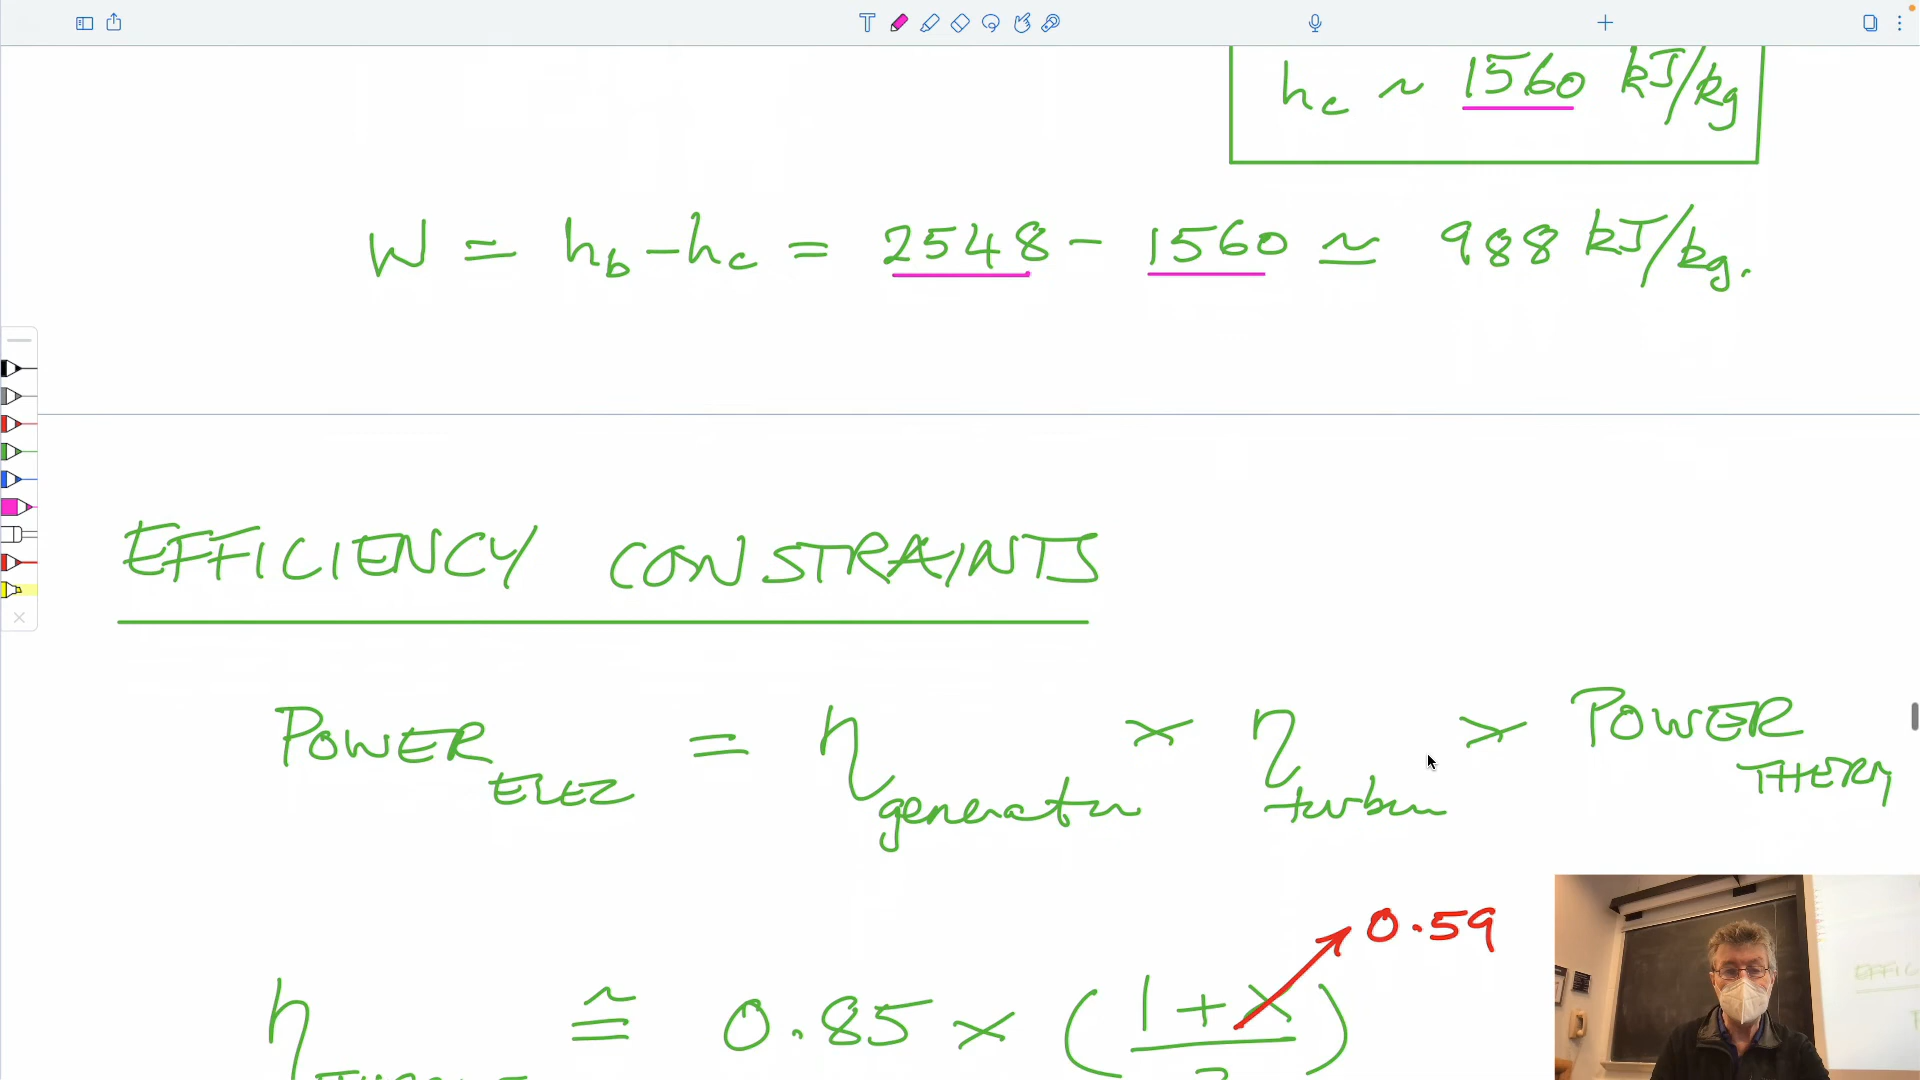 h_c ~ 1560 kJ/kg
W = h_b - h_c = 2548 - 1560 ≃ 988 kJ/kg.
EFFICIENCY CONSTRAINTS
POWER_ELEC = η_generator × η_turbine × POWER_THERM
0.59
η ≅ 0.85 × (1 + x / 2)